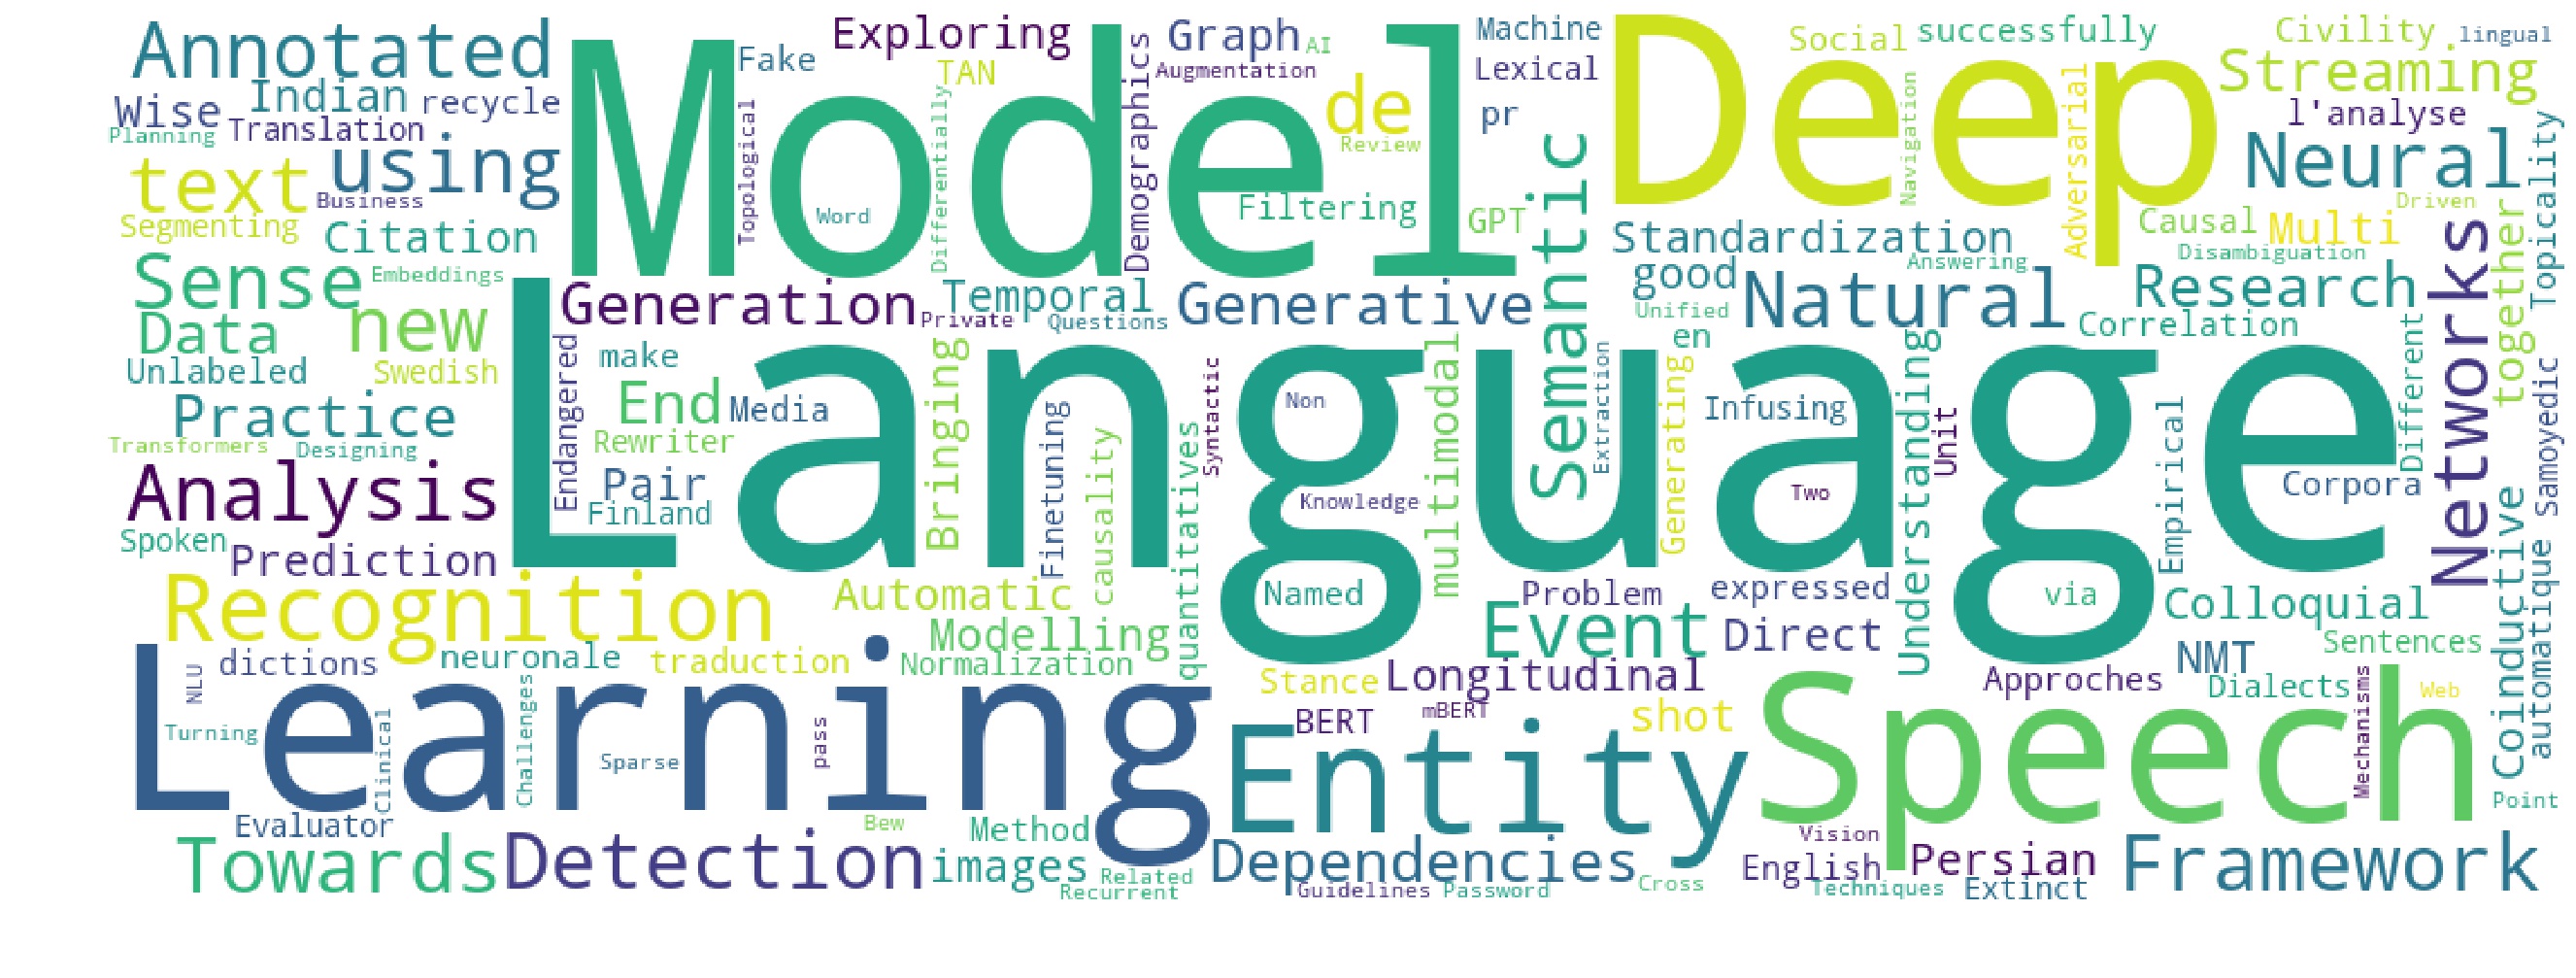 Annotated
Model
Fake
Exploring
TAN
Graph
AI
Augmentation
Demographics
de
Review
Machine
Lexical
pr
Deep
Social
successfully
Civility
lingual
Streaming
Wise
Indian
recycle
Planning
Translation
Topological
Differentially
Navigation
Adversarial
l'analyse
Neural
Topicality
text
using
Business
Word
Filtering
GPT
Semantic
Driven
Segmenting
Citation
Standardization
Answering
Causal
Multi
Disambiguation
Networks
together
Sense
Embeddings
Language
Generation
Private
Temporal
Questions
Generative
good
Unified
en
Natural
Research
Correlation
Data
new
Unlabeled
Swedish
Endangered
make
End
Media
Bringing
Finetuning
causality
quantitatives
Syntactic
Non
multimodal
Extraction
Generating
Infusing
Understanding
Unit
Empirical
Different
Samoyedic
Practice
Transformers
Designing
Rewriter
Analysis
Pair
Finland
Knowledge
Two
Corpora
Spoken
Prediction
Recognition
Automatic
Modelling
Normalization
Named
Problem
expressed
via
Colloquial
Coinductive
automatique
Event
Direct
Sentences
Learning
NLU
dictions
neuronale
traduction
Stance
Longitudinal
Approches
NMT
Dialects
Mechanisms
Web
Turning
Clinical
Challenges
Sparse
pass
BERT
mBERT
shot
Entity
Speech
Point
Evaluator
Bew
Method
Towards
Detection
images
Related
Recurrent
Dependencies
Guidelines
Password
Cross
Vision
English
Techniques
Persian
Extinct
Framework